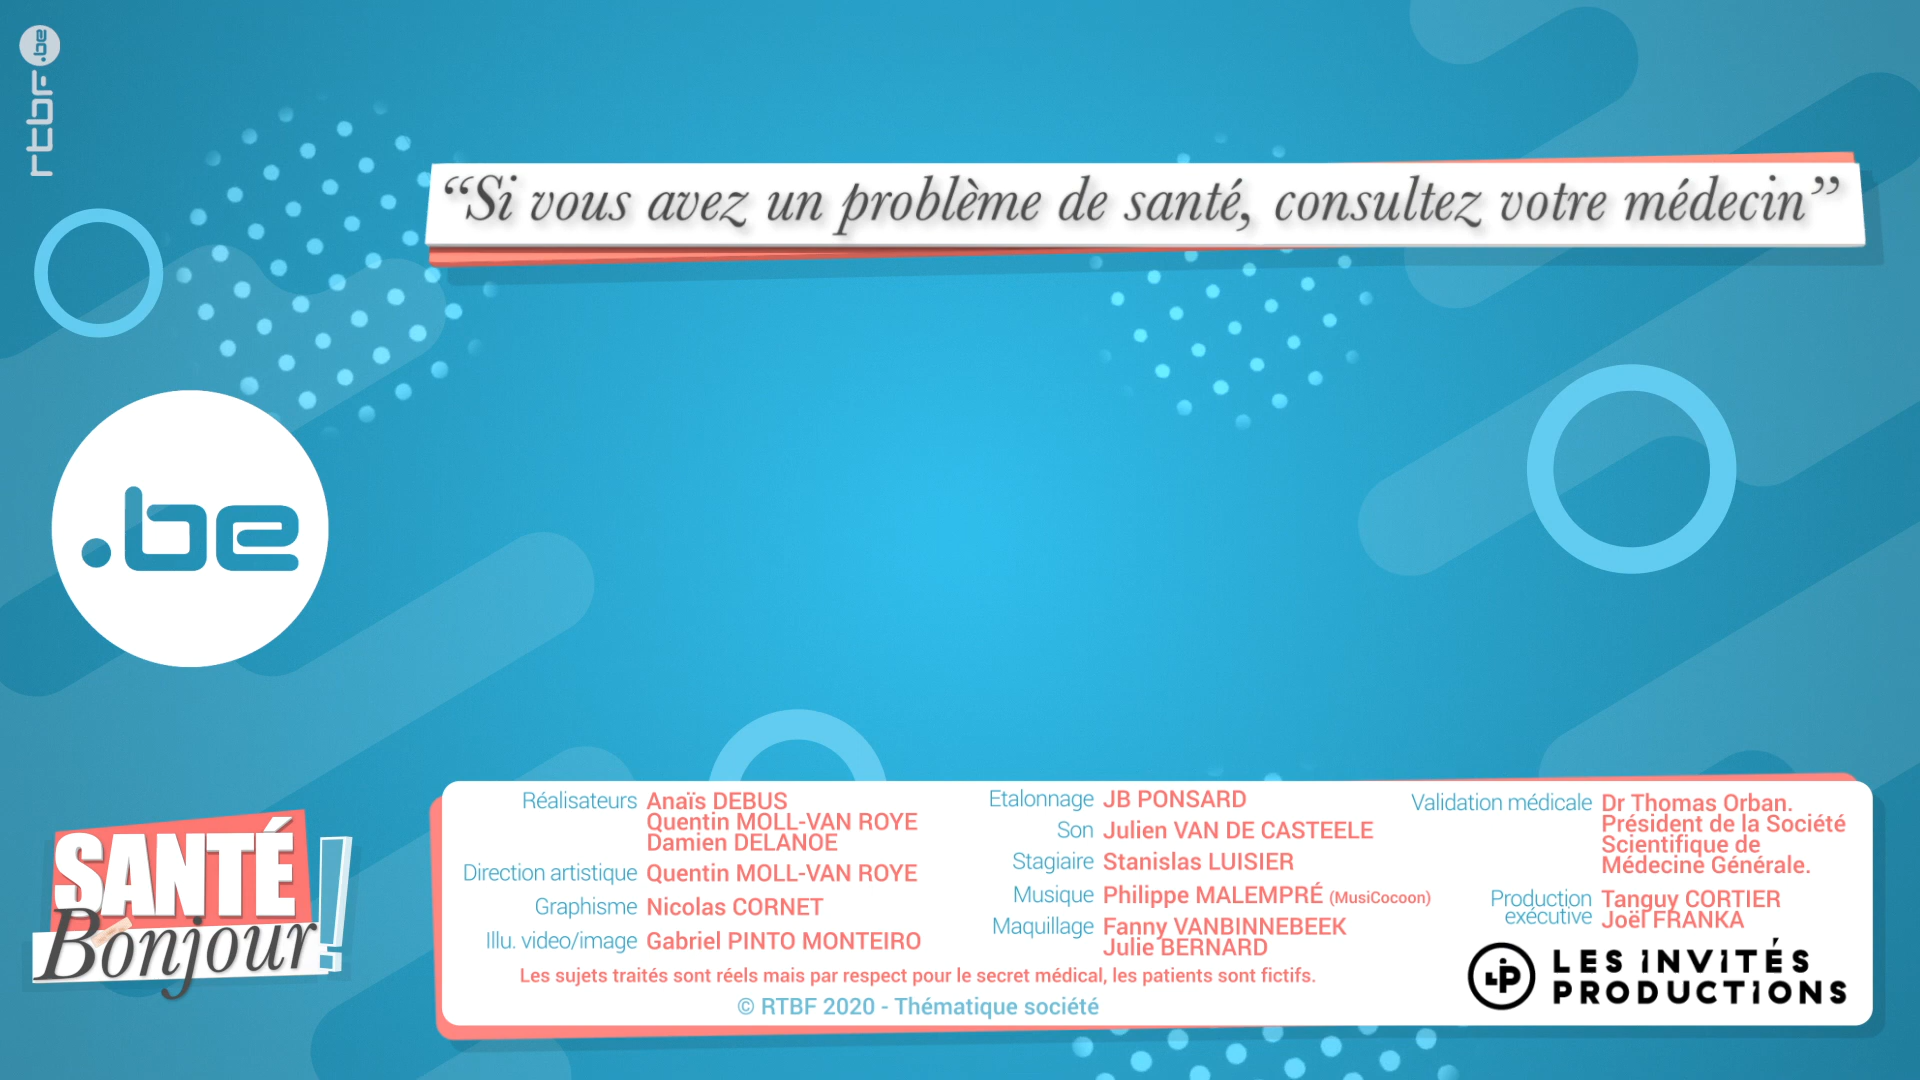 rtbf.be
“Si vous avez un problème de santé, consultez votre médecin”
.be
SANTÉ
Bonjour!
Réalisateurs Anaïs DEBUS
Quentin MOLL-VAN ROYE
Damien DELANOE
Direction artistique Quentin MOLL-VAN ROYE
Graphisme Nicolas CORNET
Illu. video/image Gabriel PINTO MONTEIRO
Etalonnage JB PONSARD
Son Julien VAN DE CASTEELE
Stagiaire Stanislas LUISIER
Musique Philippe MALEMPRÉ (MusiCocoon)
Maquillage Fanny VANBINNEBEEK
Julie BERNARD
Validation médicale Dr Thomas Orban.
Président de la Société
Scientifique de
Médecine Générale.
Production exécutive Tanguy CORTIER
Joël FRANKA
Les sujets traités sont réels mais par respect pour le secret médical, les patients sont fictifs.
© RTBF 2020 - Thématique société
LiP
LES iNViTÉS
PRODUCTiONS